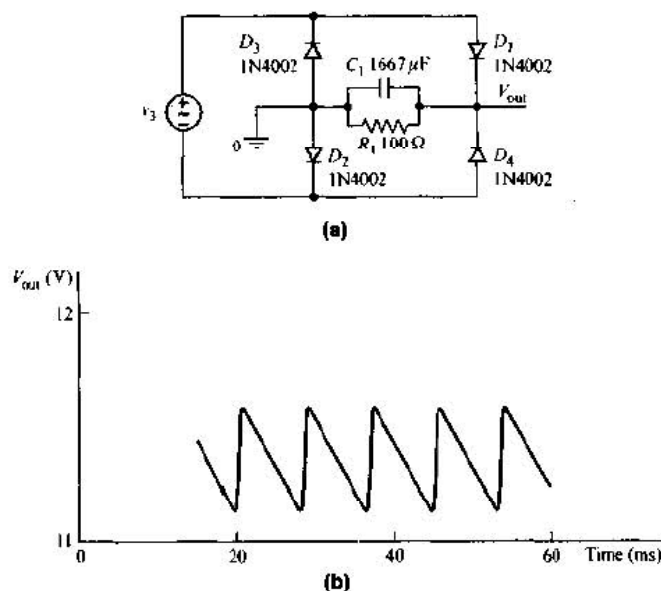 D3
1N4002
C1 1667 μF
D1
1N4002
Vout
v3
+
~
−
0
R1 100 Ω
D2
1N4002
D4
1N4002
(a)
Vout (V)
12
11
0
20
40
60
Time (ms)
(b)